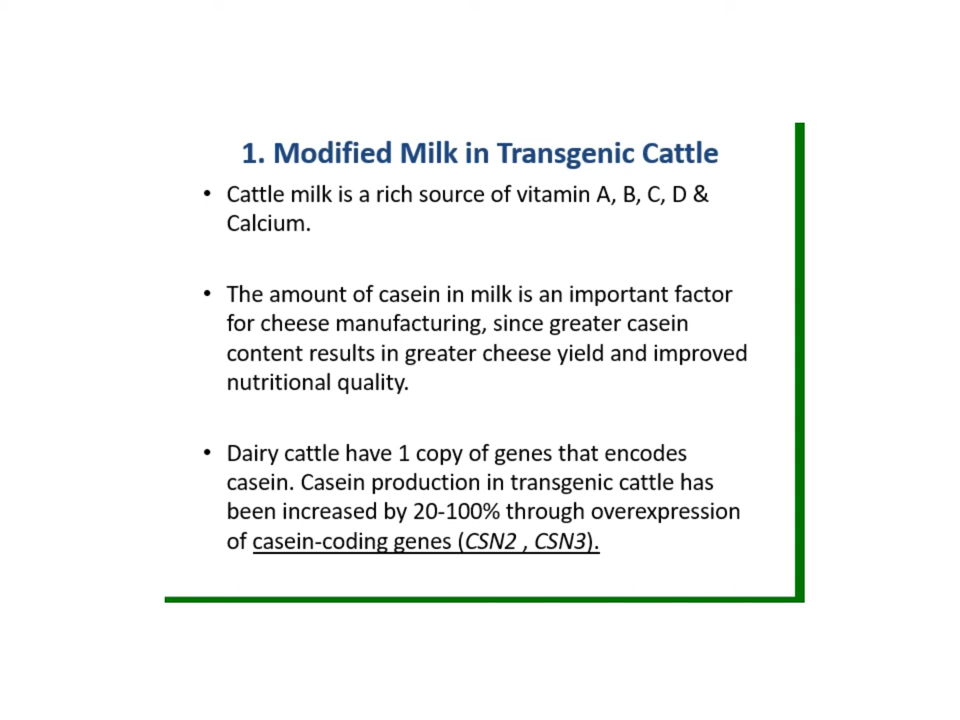 1. Modified Milk in Transgenic Cattle
• Cattle milk is a rich source of vitamin A, B, C, D &
Calcium.
• The amount of casein in milk is an important factor
for cheese manufacturing, since greater casein
content results in greater cheese yield and improved
nutritional quality.
• Dairy cattle have 1 copy of genes that encodes
casein. Casein production in transgenic cattle has
been increased by 20-100% through overexpression
of casein-coding genes (CSN2 , CSN3).